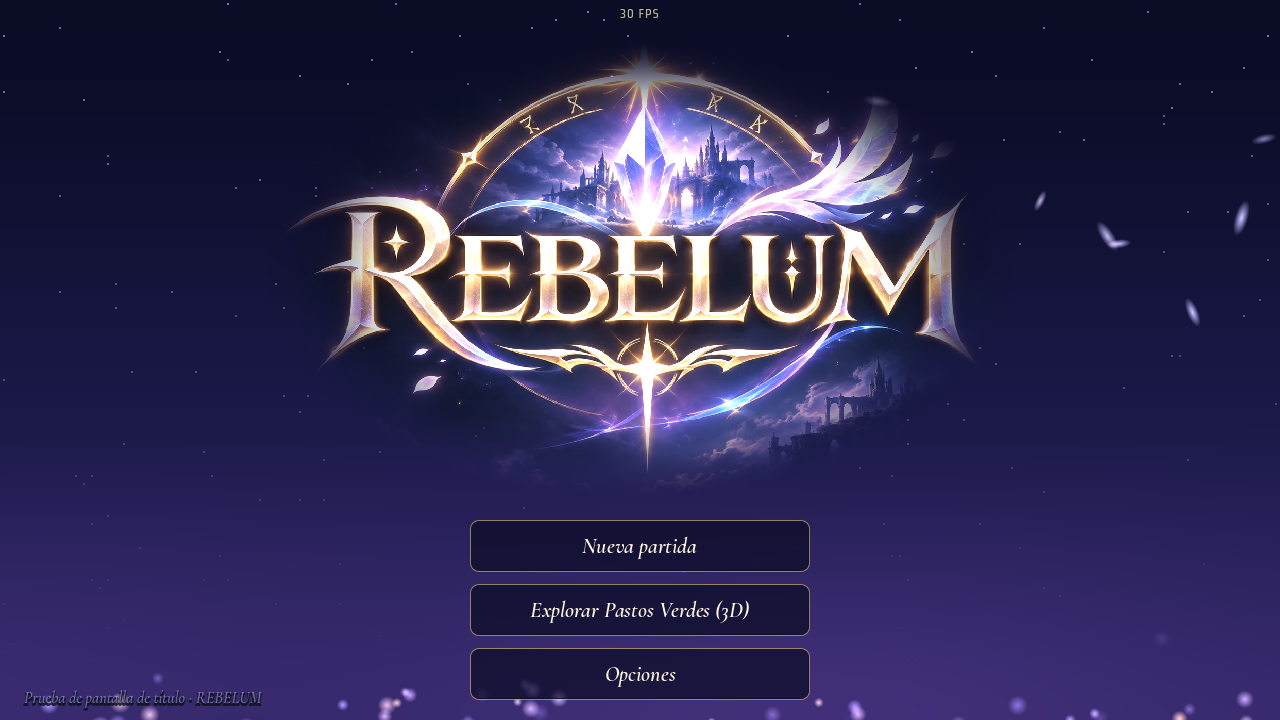 30 FPS
REBELUM
Nueva partida
Explorar Pastos Verdes (3D)
Opciones
Prueba de pantalla de título · REBELUM